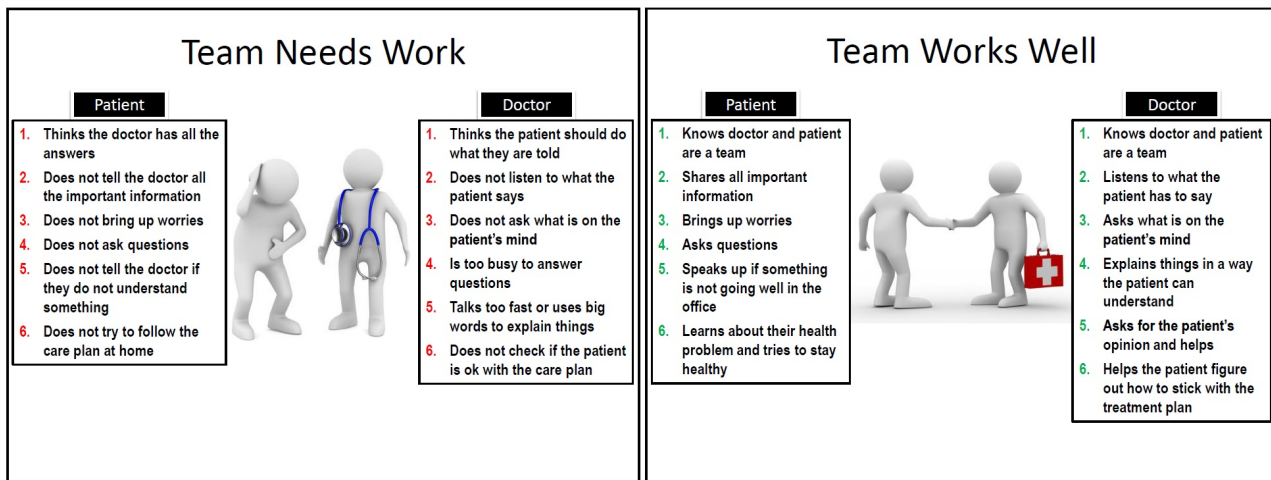 Team Needs Work
Patient
1. Thinks the doctor has all the
answers
2. Does not tell the doctor all
the important information
3. Does not bring up worries
4. Does not ask questions
5. Does not tell the doctor if
they do not understand
something
6. Does not try to follow the
care plan at home
Doctor
1. Thinks the patient should do
what they are told
2. Does not listen to what the
patient says
3. Does not ask what is on the
patient's mind
4. Is too busy to answer
questions
5. Talks too fast or uses big
words to explain things
6. Does not check if the patient
is ok with the care plan
Team Works Well
Patient
1. Knows doctor and patient
are a team
2. Shares all important
information
3. Brings up worries
4. Asks questions
5. Speaks up if something
is not going well in the
office
6. Learns about their health
problem and tries to stay
healthy
Doctor
1. Knows doctor and patient
are a team
2. Listens to what the
patient has to say
3. Asks what is on the
patient's mind
4. Explains things in a way
the patient can
understand
5. Asks for the patient's
opinion and helps
6. Helps the patient figure
out how to stick with the
treatment plan